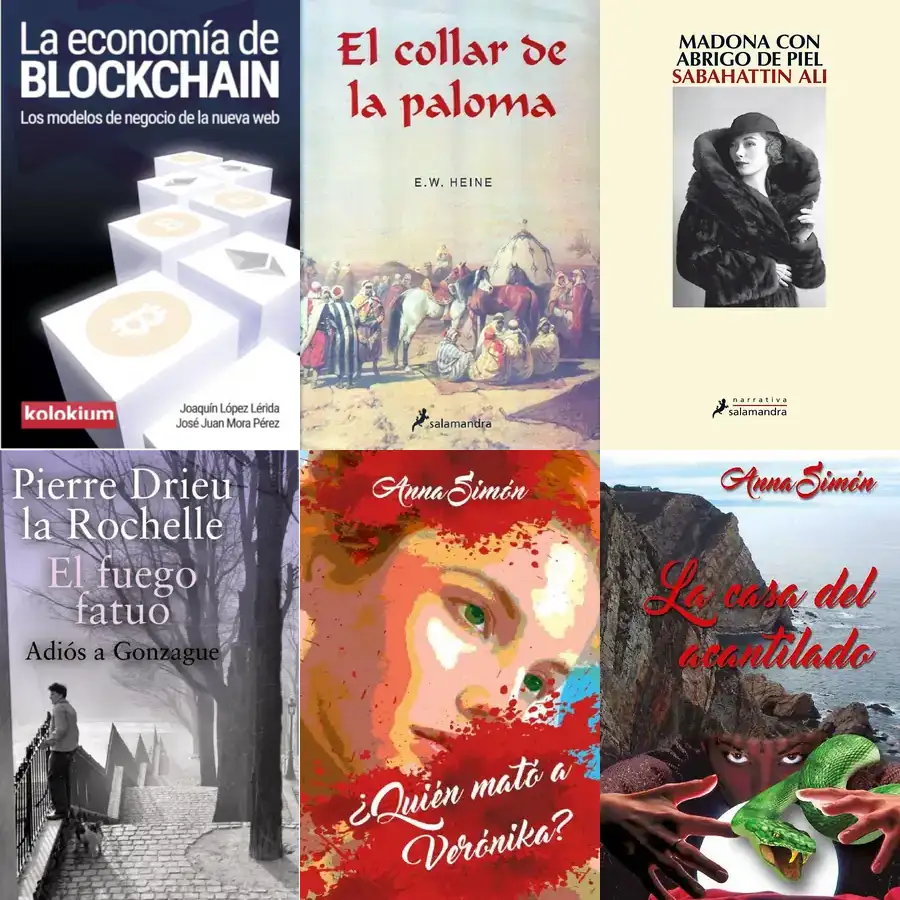 La economía de
BLOCKCHAIN
Los modelos de negocio de la nueva web
kolokium
Joaquín López Lérida
José Juan Mora Pérez
El collar de
la paloma
E.W. HEINE
salamandra
MADONA CON
ABRIGO DE PIEL
SABAHATTIN ALI
narrativa
salamandra
Pierre Drieu
la Rochelle
El fuego
fatuo
Adiós a Gonzague
Anna Simón
¿Quién mató a
Verónika?
Anna Simón
La casa del
acantilado